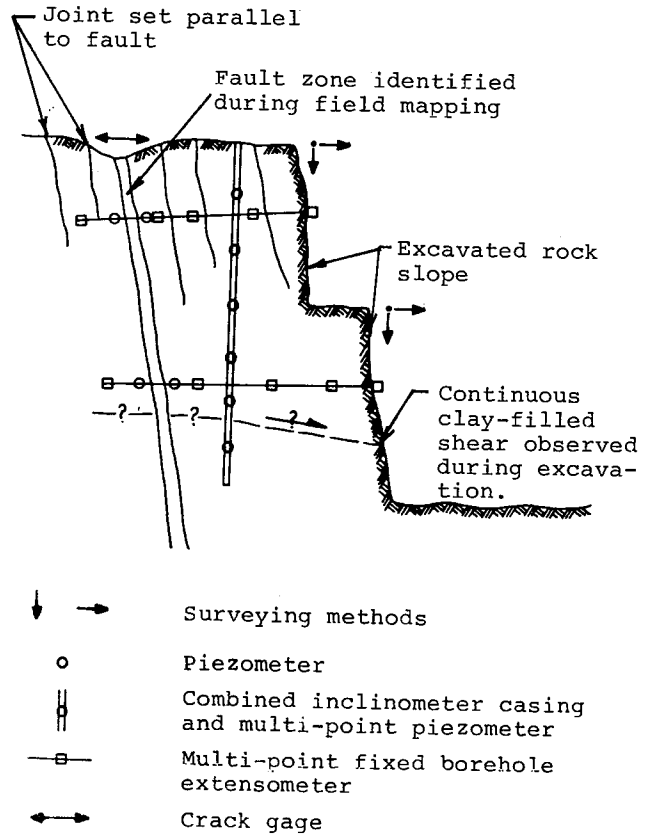 Joint set parallel
to fault
Fault zone identified
during field mapping
Excavated rock
slope
? ? ?
Continuous
clay-filled
shear observed
during excava-
tion.
Surveying methods
Piezometer
Combined inclinometer casing
and multi-point piezometer
Multi-point fixed borehole
extensometer
Crack gage